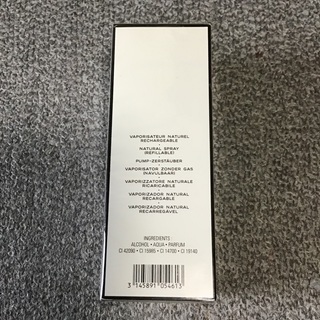 VAPORISATEUR NATUREL
RECHARGEABLE
•
NATURAL SPRAY
(REFILLABLE)
•
PUMP-ZERSTÄUBER
•
VAPORISATOR ZONDER GAS
(NAVULBAAR)
•
VAPORIZZATORE NATURALE
RICARICABILE
•
VAPORIZADOR NATURAL
RECARGABLE
•
VAPORIZADOR NATURAL
RECARREGÁVEL
INGREDIENTS :
ALCOHOL • AQUA • PARFUM
CI 42090 • CI 15985 • CI 14700 • CI 19140
3 145891 054613